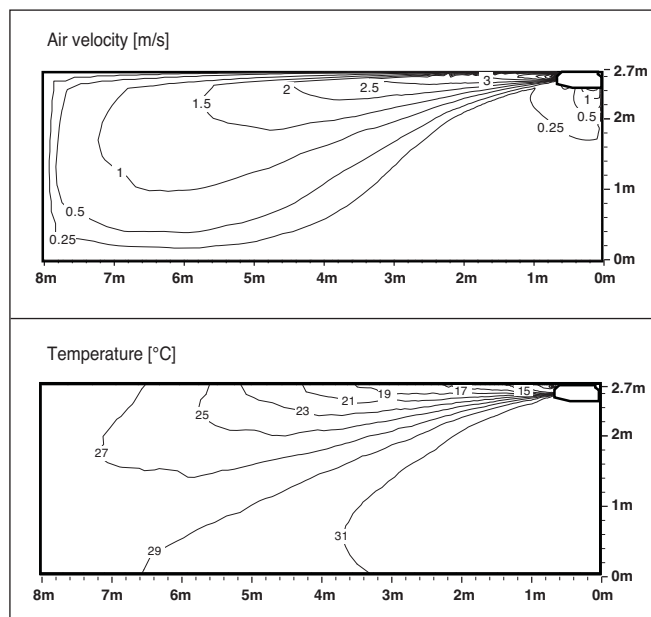 Air velocity [m/s]
2.7m
3
2.5
2
1.5
1
1
0.5
0.25
2m
1
1m
0.5
0.25
0m
8m 7m 6m 5m 4m 3m 2m 1m 0m
Temperature [°C]
2.7m
15
17
19
21
23
25
2m
27
1m
31
29
0m
8m 7m 6m 5m 4m 3m 2m 1m 0m